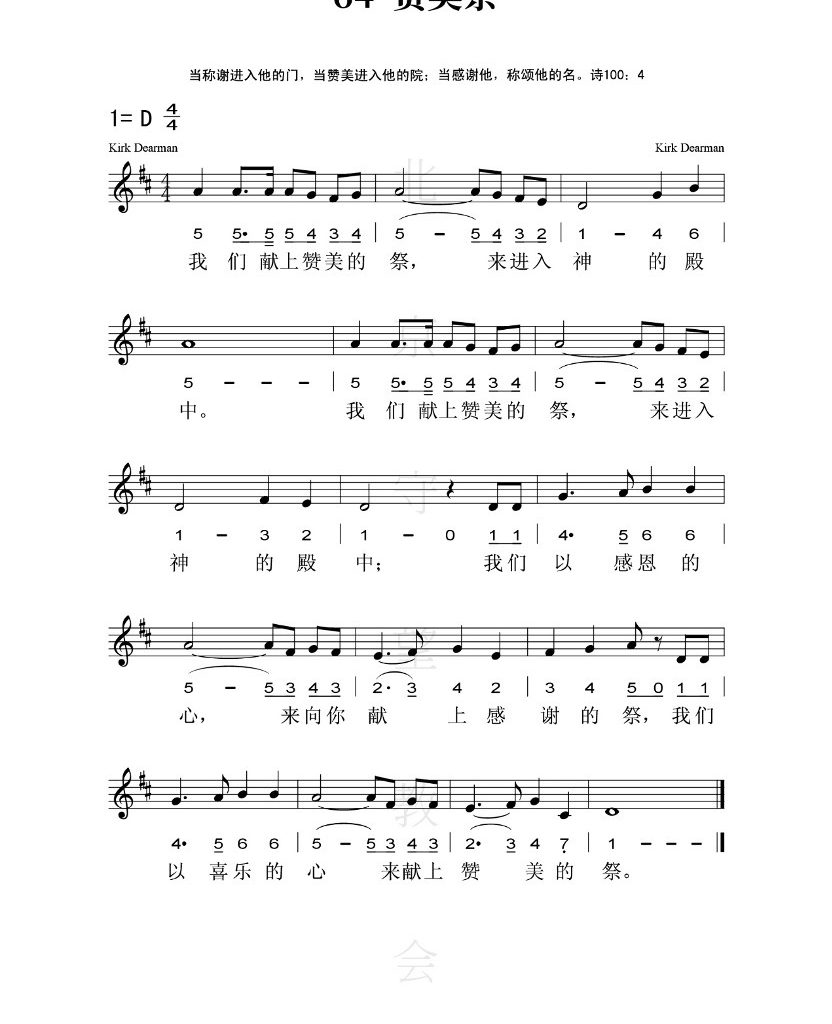 当称谢进入他的门，当赞美进入他的院；当感谢他，称颂他的名。诗100：4
1= D 4/4
Kirk Dearman Kirk Dearman
5 5• 5 5 4 3 4 | 5 – 5 4 3 2 | 1 – 4 6
我 们 献上赞美的 祭， 来进入 神 的 殿
5 – – – | 5 5• 5 5 4 3 4 | 5 – 5 4 3 2
中。 我 们 献上赞美的 祭， 来进入
1 – 3 2 | 1 – 0 1 1 | 4• 5 6 6
神 的 殿 中； 我们 以 感恩的
5 – 5 3 4 3 | 2• 3 4 2 | 3 4 5 0 1 1
心， 来向你 献 上 感 谢 的 祭，我们
4• 5 6 6 | 5 – 5 3 4 3 | 2• 3 4 7 | 1 – – –
以 喜乐的 心 来献上 赞 美 的 祭。
北
京
守
望
教
会